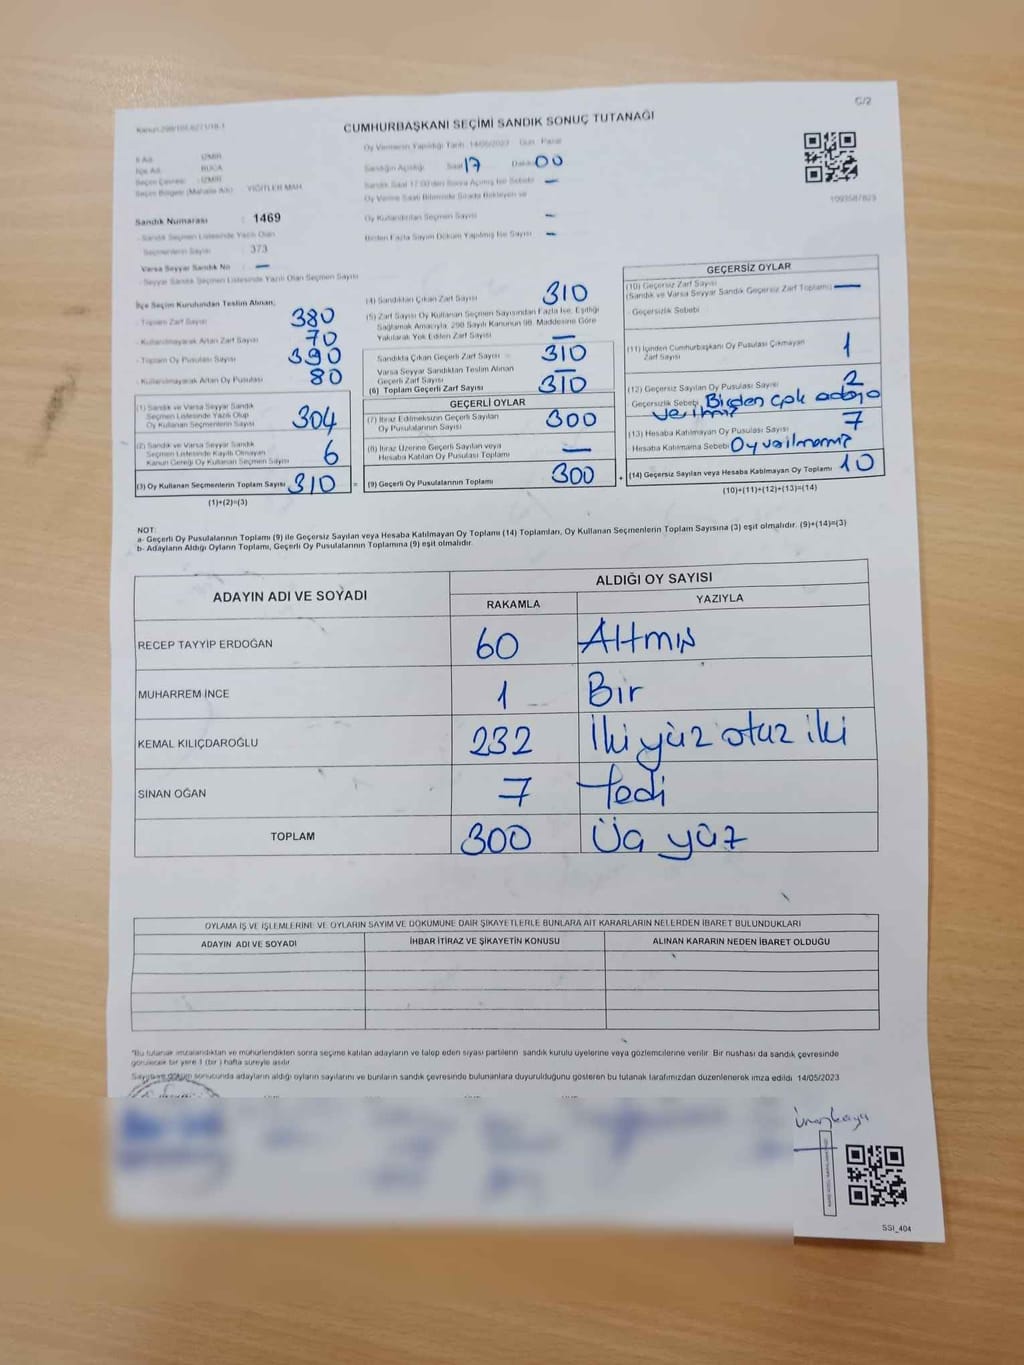 C/2
Kanun:298/105,6271/18-1
CUMHURBAŞKANI SEÇİMİ SANDIK SONUÇ TUTANAĞI
İl Adı : İZMİR
İlçe Adı : BUCA
Seçim Çevresi : İZMİR
Seçim Bölgesi (Mahalle Adı) : YİĞİTLER MAH.
Sandık Numarası : 1469
- Sandık Seçmen Listesinde Yazılı Olan
Seçmenlerin Sayısı : 373
Varsa Seyyar Sandık No : —
- Seyyar Sandık Seçmen Listesinde Yazılı Olan Seçmen Sayısı
Oy Vermenin Yapıldığı Tarih: 14/05/2023 Gün: Pazar
Sandığın Açıldığı Saat 17 Dakika 00
Sandık Saat 17:00'den Sonra Açılmış İse Sebebi —
Oy Verme Saati Bitiminde Sırada Bekleyen ve
Oy Kullandırılan Seçmen Sayısı —
Birden Fazla Sayım Döküm Yapılmış İse Sayısı —
1093587823
İlçe Seçim Kurulundan Teslim Alınan;
- Toplam Zarf Sayısı 380
- Kullanılmayarak Artan Zarf Sayısı 70
- Toplam Oy Pusulası Sayısı 390
- Kullanılmayarak Artan Oy Pusulası 80
(1) Sandık ve Varsa Seyyar Sandık
Seçmen Listesinde Yazılı Olup
Oy Kullanan Seçmenlerin Sayısı 304
(2) Sandık ve Varsa Seyyar Sandık
Seçmen Listesinde Kayıtlı Olmayan
Kanun Gereği Oy Kullanan Seçmen Sayısı 6
(3) Oy Kullanan Seçmenlerin Toplam Sayısı 310 =
(1)+(2)=(3)
(4) Sandıktan Çıkan Zarf Sayısı 310
(5) Zarf Sayısı Oy Kullanan Seçmen Sayısından Fazla İse, Eşitliği
Sağlamak Amacıyla, 298 Sayılı Kanunun 98. Maddesine Göre
Yakılarak Yok Edilen Zarf Sayısı —
Sandıkta Çıkan Geçerli Zarf Sayısı 310
Varsa Seyyar Sandıktan Teslim Alınan
Geçerli Zarf Sayısı —
(6) Toplam Geçerli Zarf Sayısı 310
GEÇERLİ OYLAR
(7) İtiraz Edilmeksizin Geçerli Sayılan
Oy Pusulalarının Sayısı 300
(8) İtiraz Üzerine Geçerli Sayılan veya
Hesaba Katılan Oy Pusulası Toplamı —
(9) Geçerli Oy Pusulalarının Toplamı 300 +
GEÇERSİZ OYLAR
(10) Geçersiz Zarf Sayısı
(Sandık ve Varsa Seyyar Sandık Geçersiz Zarf Toplamı) —
Geçersizlik Sebebi
(11) İçinden Cumhurbaşkanı Oy Pusulası Çıkmayan
Zarf Sayısı 1
(12) Geçersiz Sayılan Oy Pusulası Sayısı 2
Geçersizlik Sebebi Birden çok adaya
verilmiş
(13) Hesaba Katılmayan Oy Pusulası Sayısı 7
Hesaba Katılmama Sebebi Oy verilmemiş
(14) Geçersiz Sayılan veya Hesaba Katılmayan Oy Toplamı 10
(10)+(11)+(12)+(13)=(14)
NOT:
a- Geçerli Oy Pusulalarının Toplamı (9) ile Geçersiz Sayılan veya Hesaba Katılmayan Oy Toplamı (14) Toplamları, Oy Kullanan Seçmenlerin Toplam Sayısına (3) eşit olmalıdır. (9)+(14)=(3)
b- Adayların Aldığı Oyların Toplamı, Geçerli Oy Pusulalarının Toplamına (9) eşit olmalıdır.
ADAYIN ADI VE SOYADI
ALDIĞI OY SAYISI
RAKAMLA YAZIYLA
RECEP TAYYİP ERDOĞAN 60 Altmış
MUHARREM İNCE 1 Bir
KEMAL KILIÇDAROĞLU 232 İki yüz otuz iki
SİNAN OĞAN 7 Yedi
TOPLAM 300 Üç yüz
OYLAMA İŞ VE İŞLEMLERİNE VE OYLARIN SAYIM VE DÖKÜMÜNE DAİR ŞİKAYETLERLE BUNLARA AİT KARARLARIN NELERDEN İBARET BULUNDUKLARI
ADAYIN ADI VE SOYADI İHBAR İTİRAZ VE ŞİKAYETİN KONUSU ALINAN KARARIN NEDEN İBARET OLDUĞU
*Bu tutanak imzalandıktan ve mühürlendikten sonra seçime katılan adayların ve talep eden siyasi partilerin sandık kurulu üyelerine veya gözlemcilerine verilir. Bir nüshası da sandık çevresinde
görülecek bir yere 1 (bir) hafta süreyle asılır.
Sayım ve döküm sonucunda adayların aldığı oyların sayılarını ve bunların sandık çevresinde bulunanlara duyurulduğunu gösteren bu tutanak tarafımızdan düzenlenerek imza edildi. 14/05/2023
SSI_404